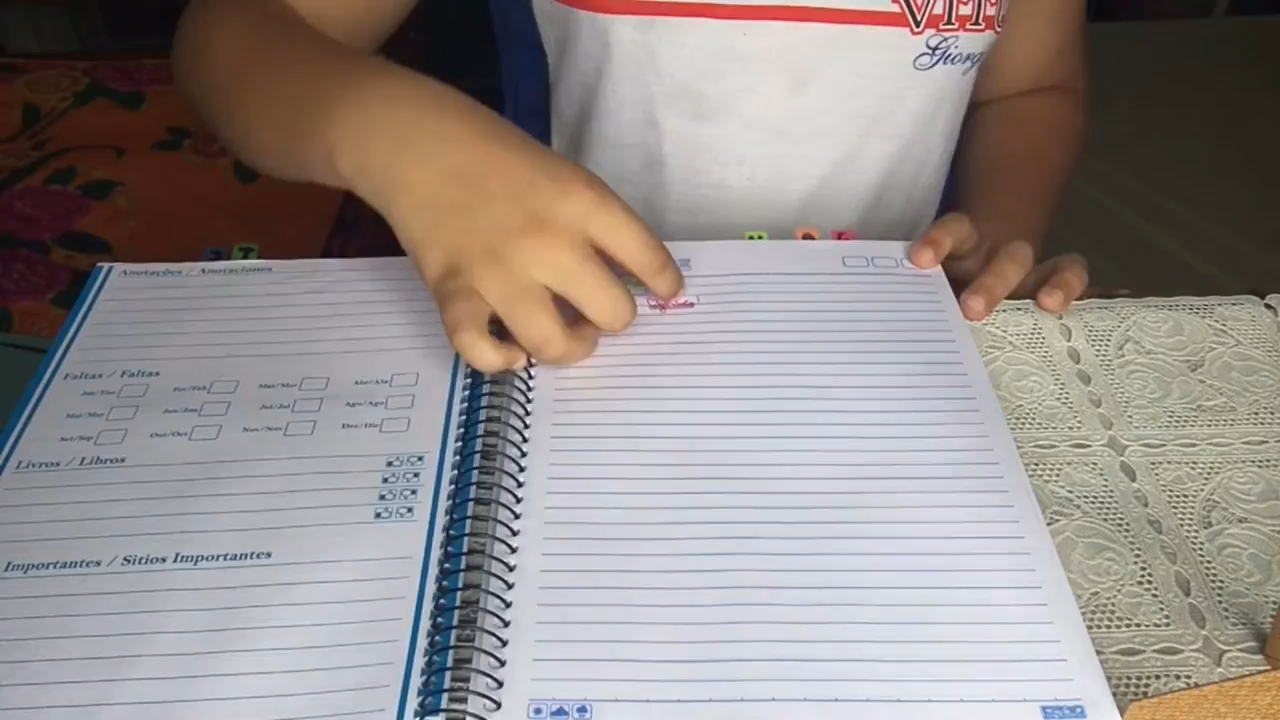 Giorg
Anotações / Anotaciones
Faltas / Faltas
Jan/Ene
Fev/Feb
Mar/Mar
Abr/Abr
Mai/May
Jun/Jun
Jul/Jul
Ago/Ago
Set/Sep
Out/Oct
Nov/Nov
Dez/Dic
Livros / Libros
Importantes / Sitios Importantes